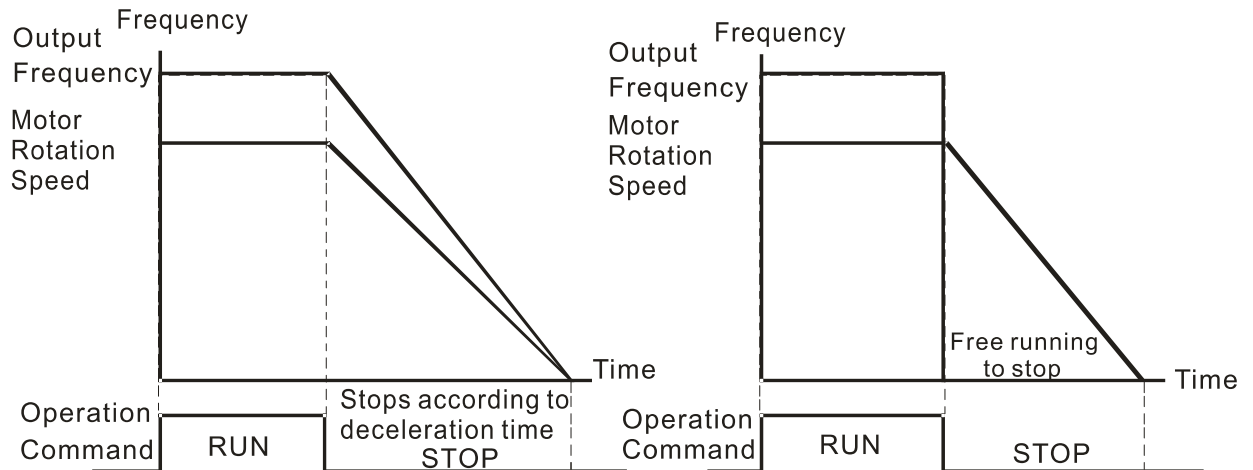 Frequency
Output
Frequency
Motor
Rotation
Speed
Time
Stops according to
deceleration time
Operation
Command
RUN
STOP
Frequency
Output
Frequency
Motor
Rotation
Speed
Free running
to stop
Time
Operation
Command
RUN
STOP